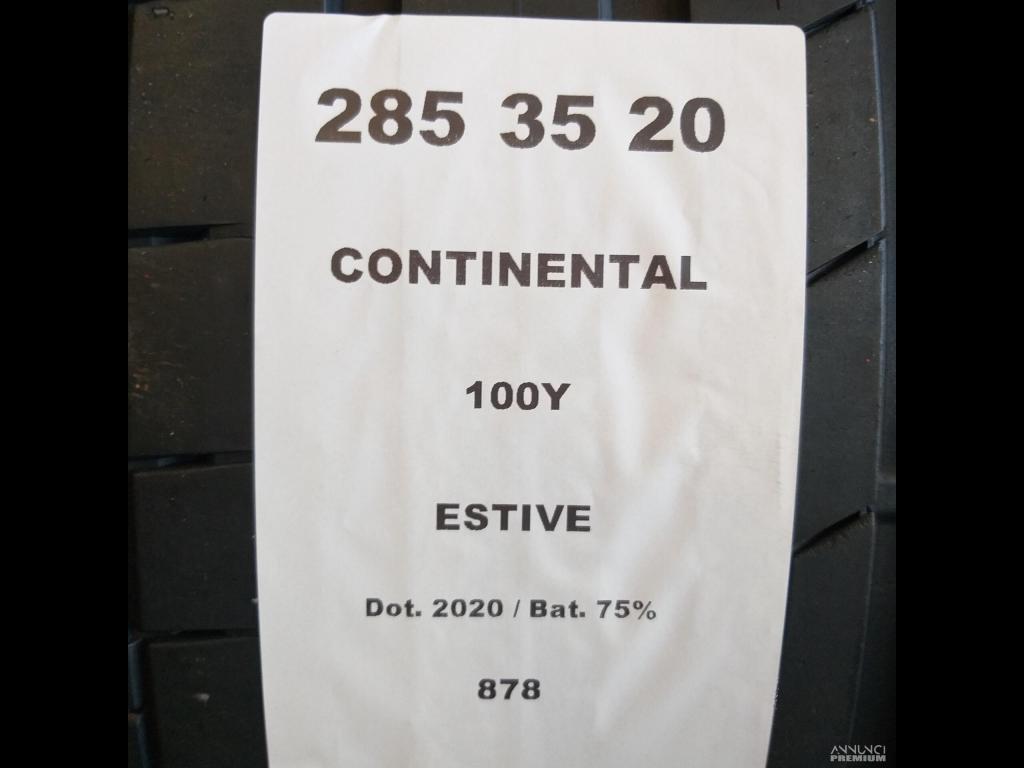 285 35 20
CONTINENTAL
100Y
ESTIVE
Dot. 2020 / Bat. 75%
878
ANNUNCI
PREMIUM